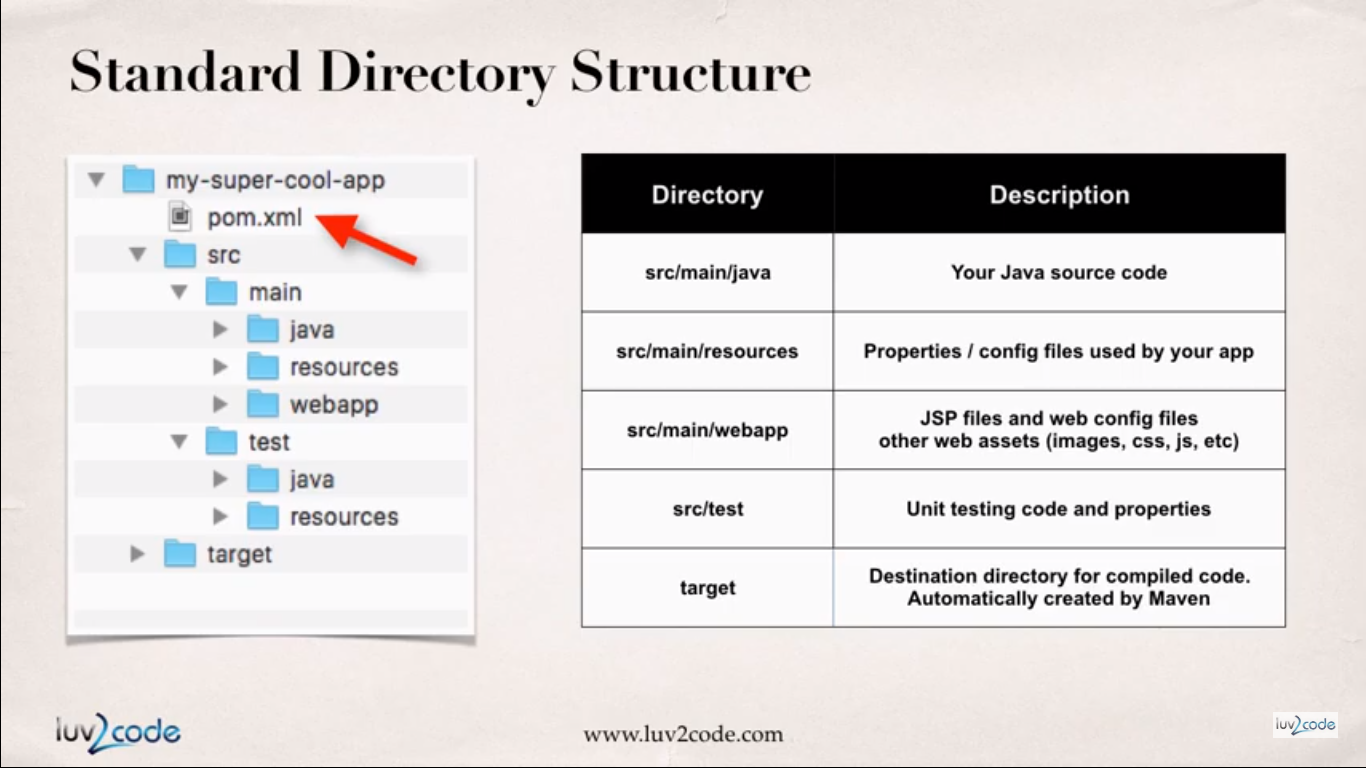 Standard Directory Structure
my-super-cool-app
pom.xml
src
main
java
resources
webapp
test
java
resources
target
Directory
Description
src/main/java
Your Java source code
src/main/resources
Properties / config files used by your app
src/main/webapp
JSP files and web config files
other web assets (images, css, js, etc)
src/test
Unit testing code and properties
target
Destination directory for compiled code.
Automatically created by Maven
luv2code
www.luv2code.com
luv2code